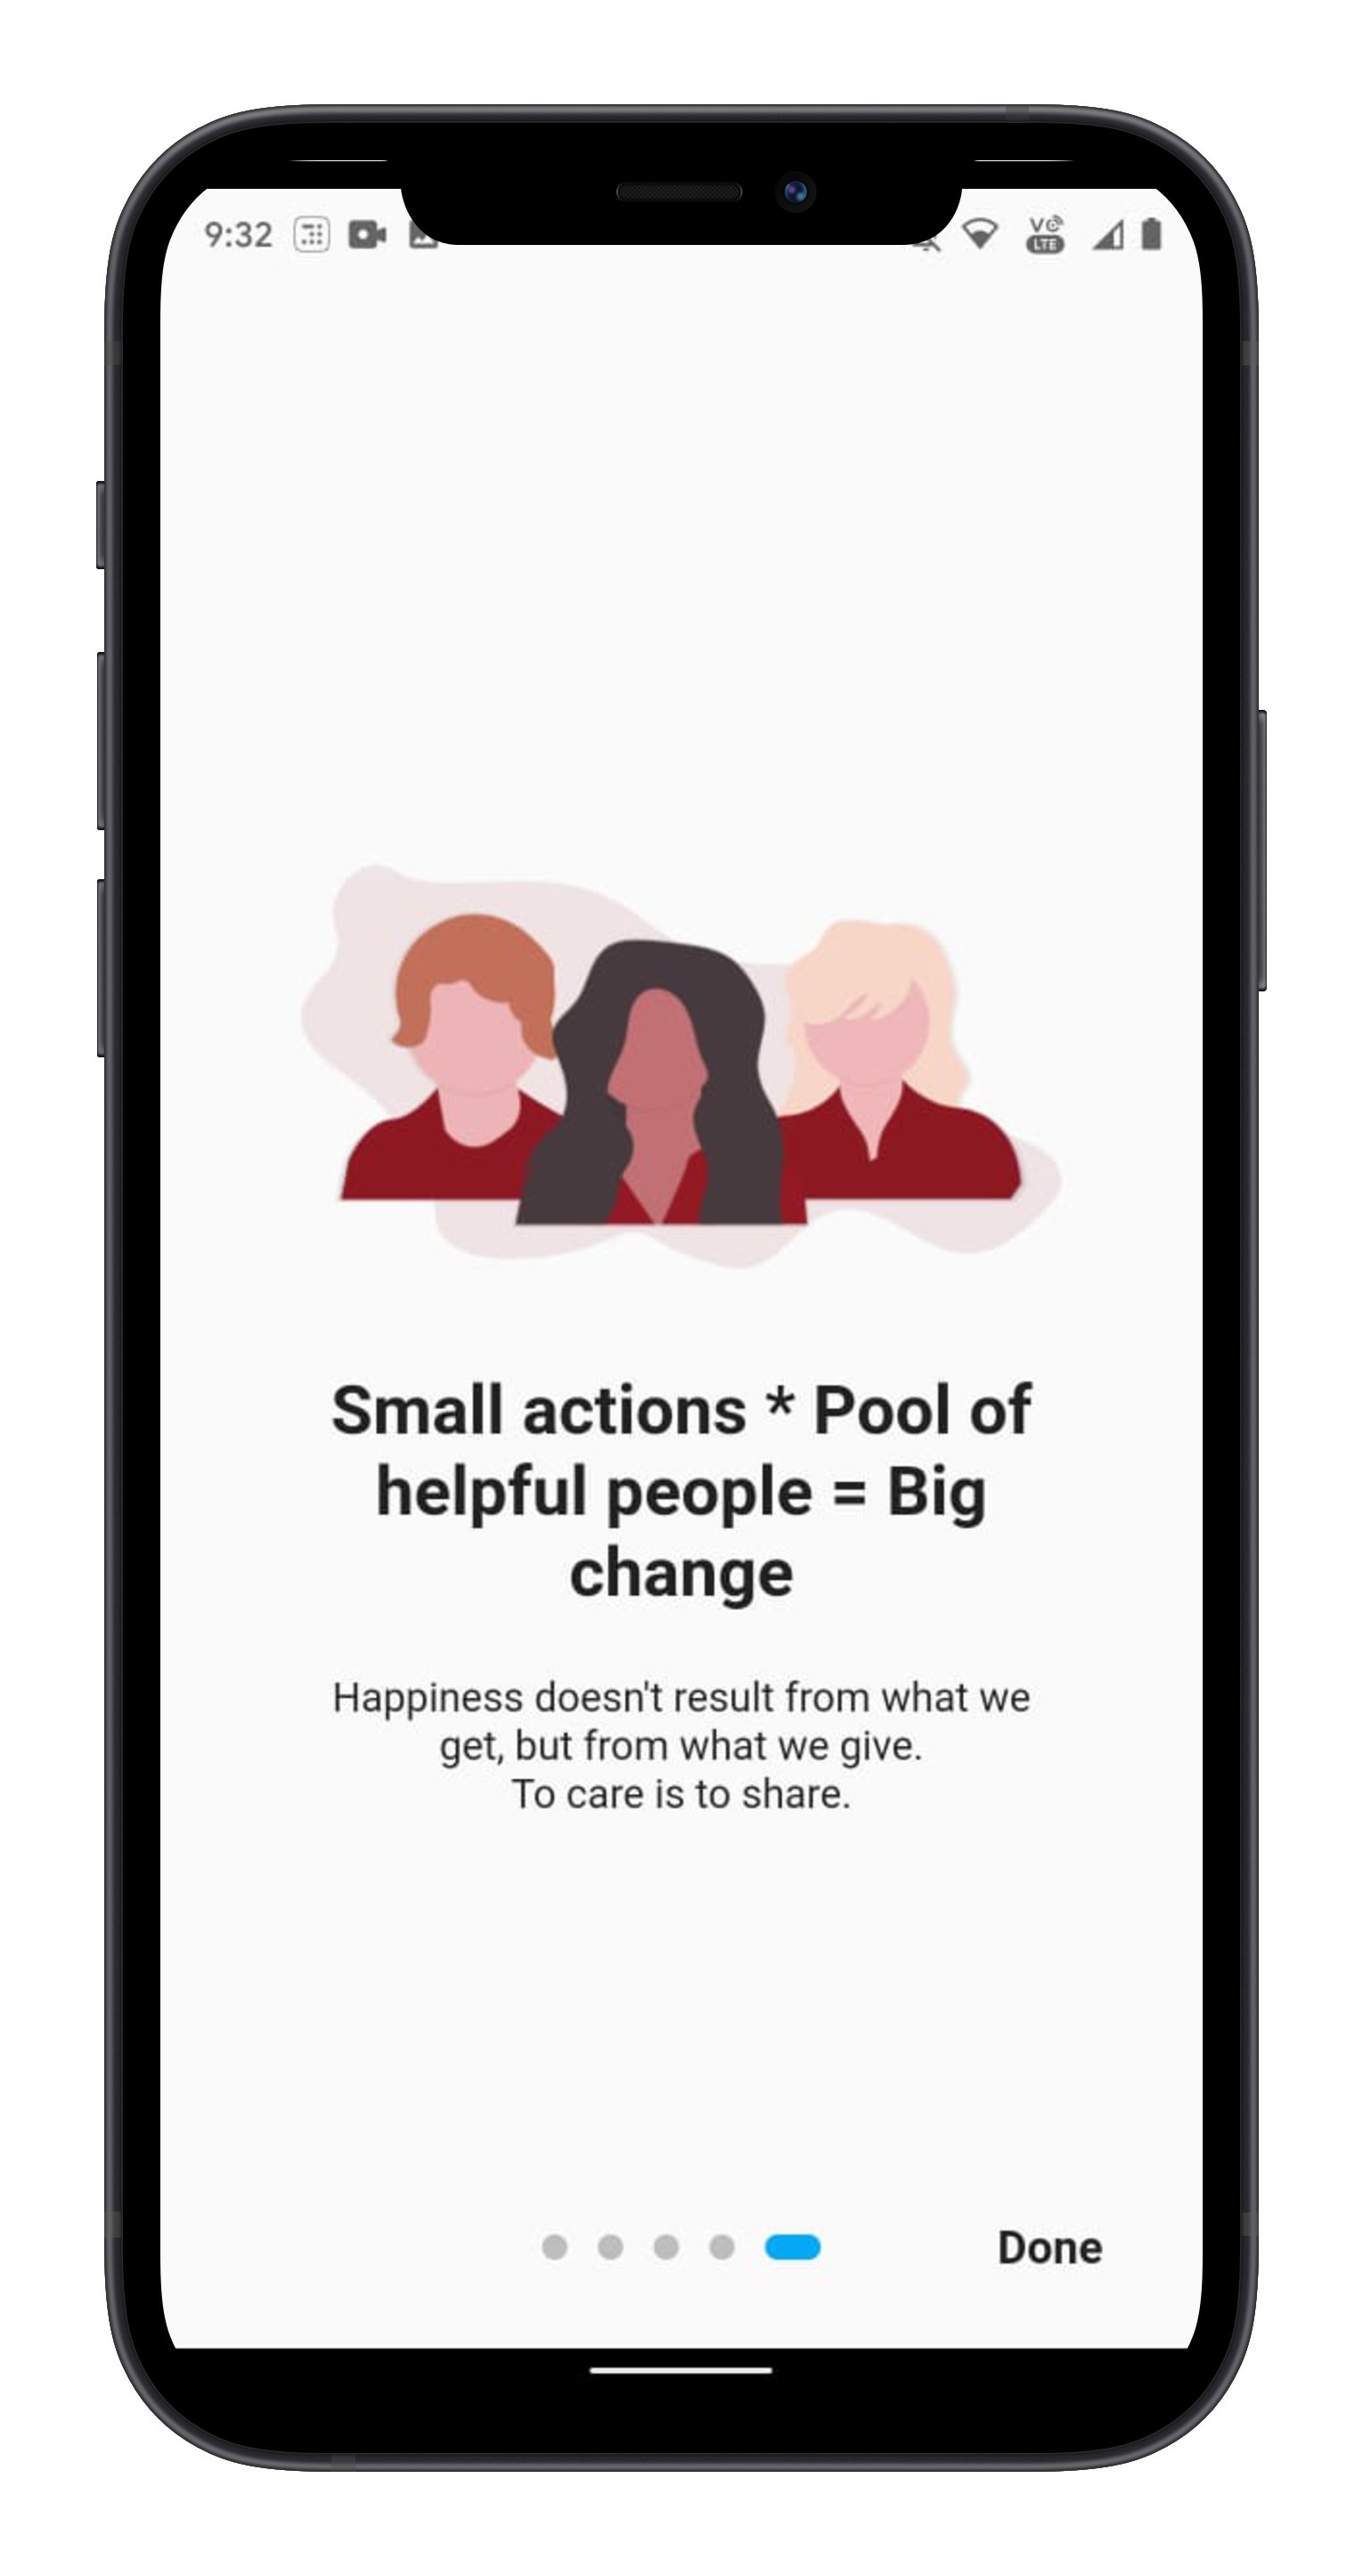 9:32
Vo
LTE
Small actions * Pool of
helpful people = Big
change
Happiness doesn't result from what we
get, but from what we give.
To care is to share.
Done